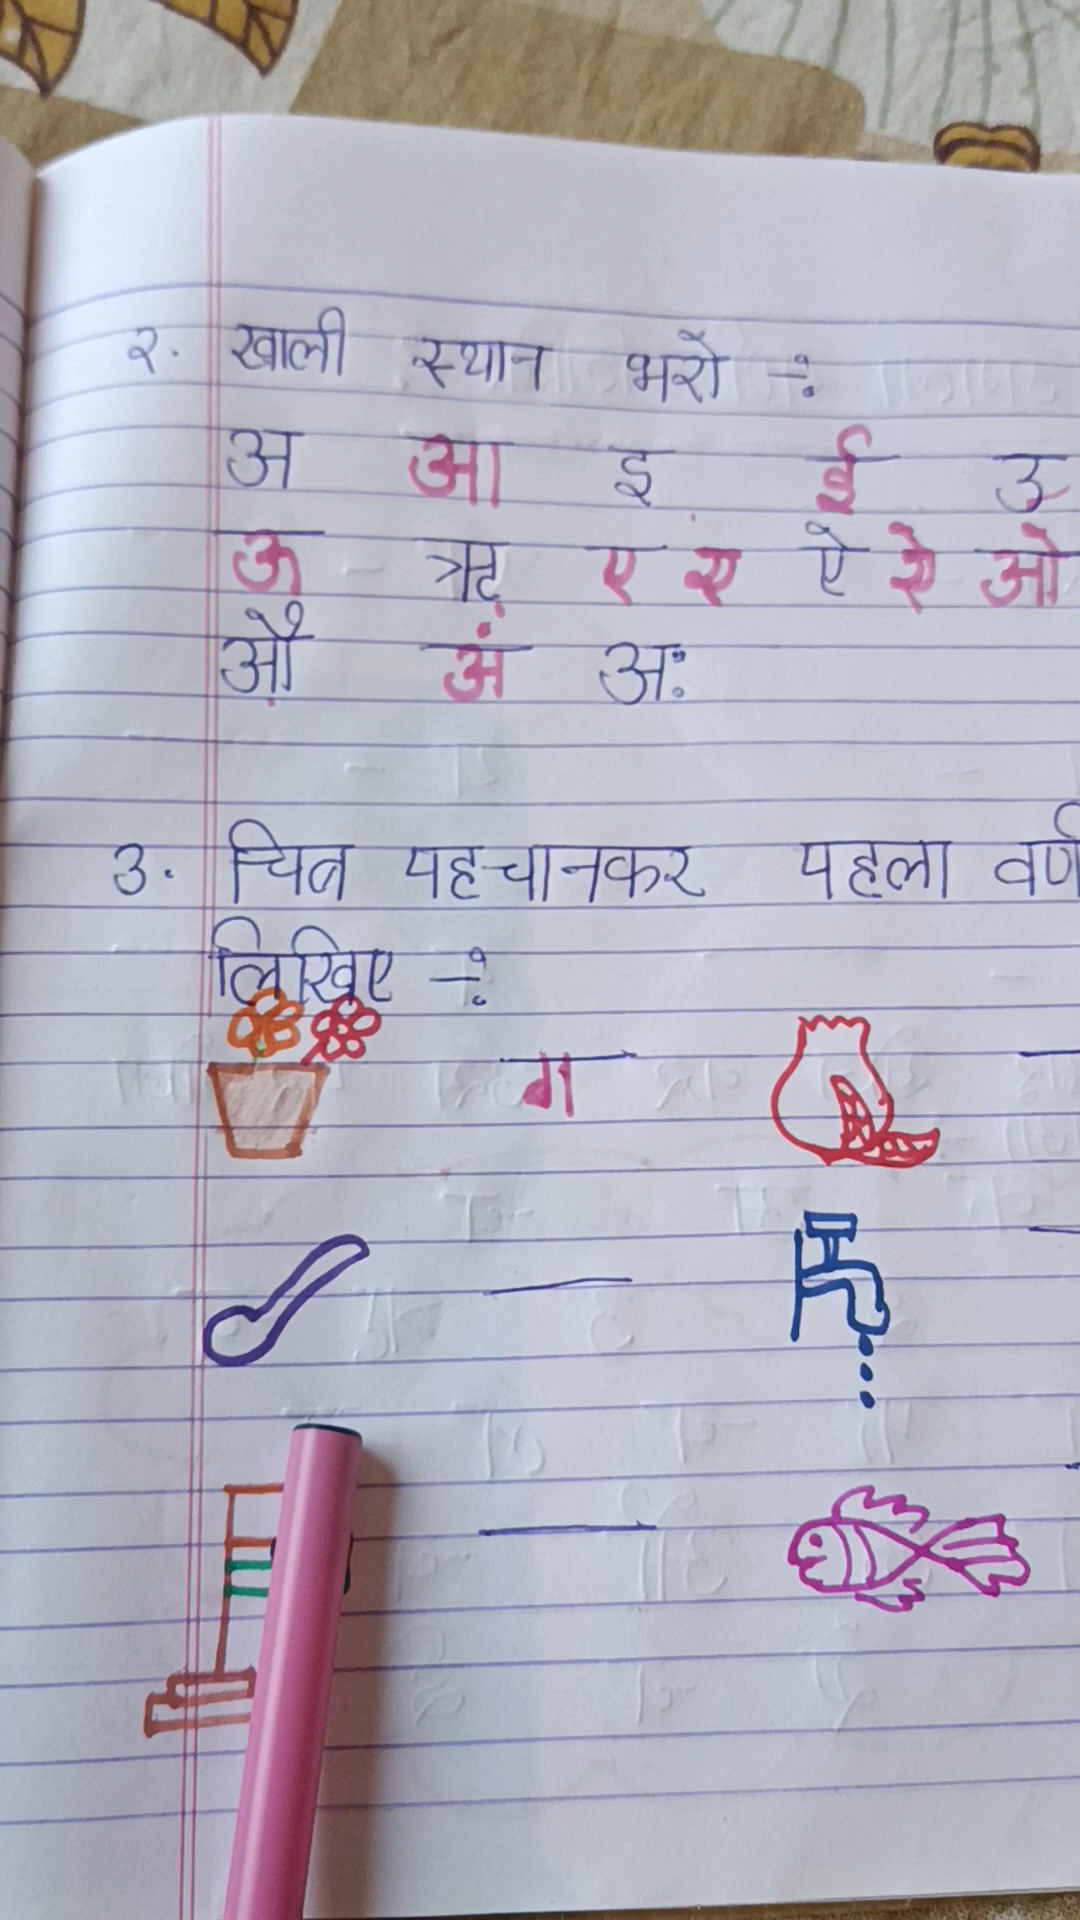 २. खाली स्थान भरो :-
अ आ इ ई उ
ऊ ऋ ए ए ऐ ऐ ओ
औ अं अः
३. चित्र पहचानकर पहला वर्ण
लिखिए :-
ग